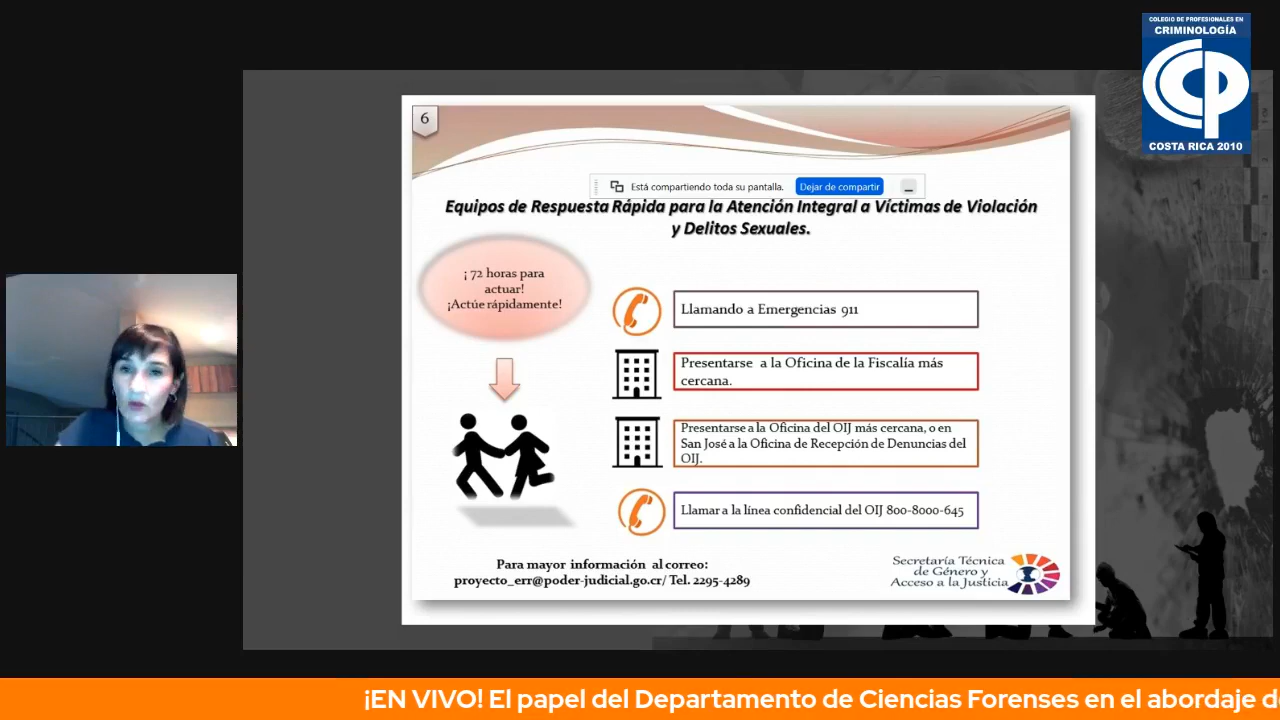 COLEGIO DE PROFESIONALES EN
CRIMINOLOGÍA
COSTA RICA 2010
6
Está compartiendo toda su pantalla.
Dejar de compartir
Equipos de Respuesta Rápida para la Atención Integral a Víctimas de Violación
y Delitos Sexuales.
¡ 72 horas para
actuar!
¡Actúe rápidamente!
Llamando a Emergencias 911
Presentarse a la Oficina de la Fiscalía más
cercana.
Presentarse a la Oficina del OIJ más cercana, o en
San José a la Oficina de Recepción de Denuncias del
OIJ.
Llamar a la línea confidencial del OIJ 800-8000-645
Para mayor información al correo:
proyecto_err@poder-judicial.go.cr/ Tel. 2295-4289
Secretaría Técnica
de Género y
Acceso a la Justicia
¡EN VIVO! El papel del Departamento de Ciencias Forenses en el abordaje d